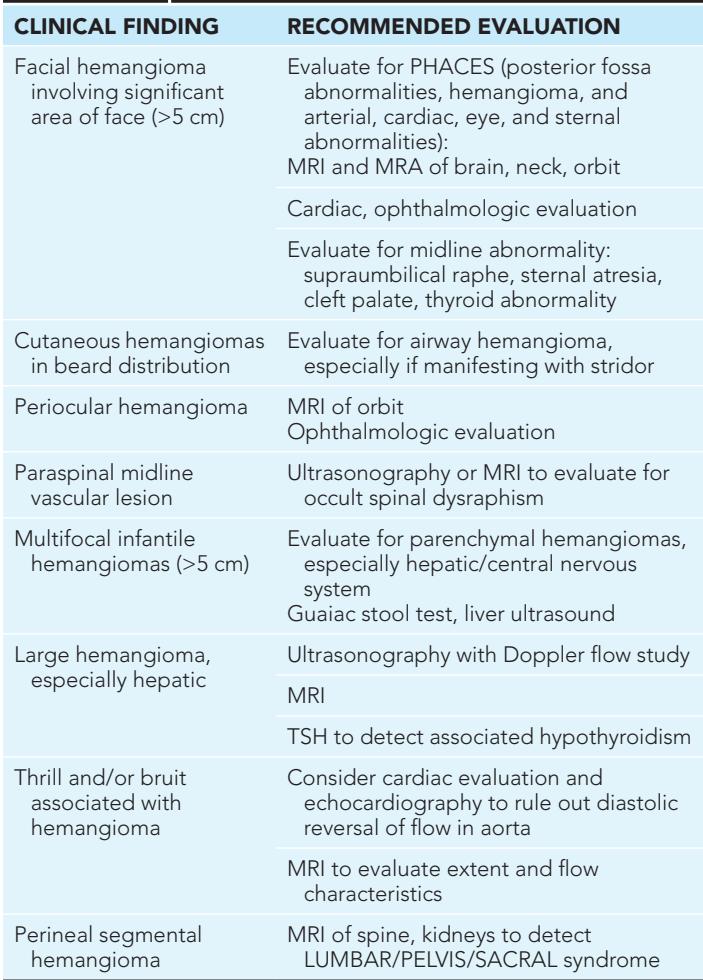 CLINICAL FINDING RECOMMENDED EVALUATION
Facial hemangioma
involving significant
area of face (>5 cm)
Evaluate for PHACES (posterior fossa
abnormalities, hemangioma, and
arterial, cardiac, eye, and sternal
abnormalities):
MRI and MRA of brain, neck, orbit
Cardiac, ophthalmologic evaluation
Evaluate for midline abnormality:
supraumbilical raphe, sternal atresia,
cleft palate, thyroid abnormality
Cutaneous hemangiomas
in beard distribution
Evaluate for airway hemangioma,
especially if manifesting with stridor
Periocular hemangioma
MRI of orbit
Ophthalmologic evaluation
Paraspinal midline
vascular lesion
Ultrasonography or MRI to evaluate for
occult spinal dysraphism
Multifocal infantile
hemangiomas (>5 cm)
Evaluate for parenchymal hemangiomas,
especially hepatic/central nervous
system
Guaiac stool test, liver ultrasound
Large hemangioma,
especially hepatic
Ultrasonography with Doppler flow study
MRI
TSH to detect associated hypothyroidism
Thrill and/or bruit
associated with
hemangioma
Consider cardiac evaluation and
echocardiography to rule out diastolic
reversal of flow in aorta
MRI to evaluate extent and flow
characteristics
Perineal segmental
hemangioma
MRI of spine, kidneys to detect
LUMBAR/PELVIS/SACRAL syndrome